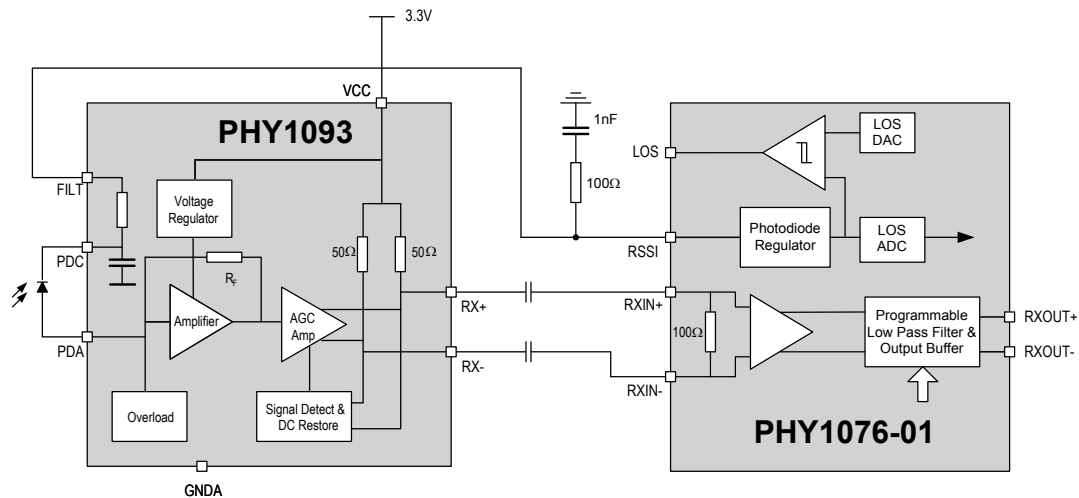 3.3V
VCC
PHY1093
FILT
Voltage
Regulator
PDC
PDA
RF
Amplifier
AGC
Amp
50Ω
50Ω
Overload
Signal Detect &
DC Restore
GNDA
RX+
RX-
1nF
100Ω
LOS
LOS
DAC
RSSI
Photodiode
Regulator
LOS
ADC
RXIN+
100Ω
RXIN-
Programmable
Low Pass Filter &
Output Buffer
RXOUT+
RXOUT-
PHY1076-01